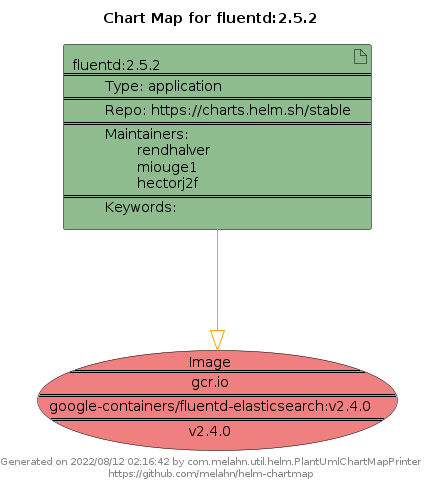 Chart Map for fluentd:2.5.2
fluentd:2.5.2
Type: application
Repo: https://charts.helm.sh/stable
Maintainers:
rendhalver
miouge1
hectorj2f
Keywords:
Image
gcr.io
google-containers/fluentd-elasticsearch:v2.4.0
v2.4.0
Generated on 2022/08/12 02:16:42 by com.melahn.util.helm.PlantUmlChartMapPrinter
https://github.com/melahn/helm-chartmap